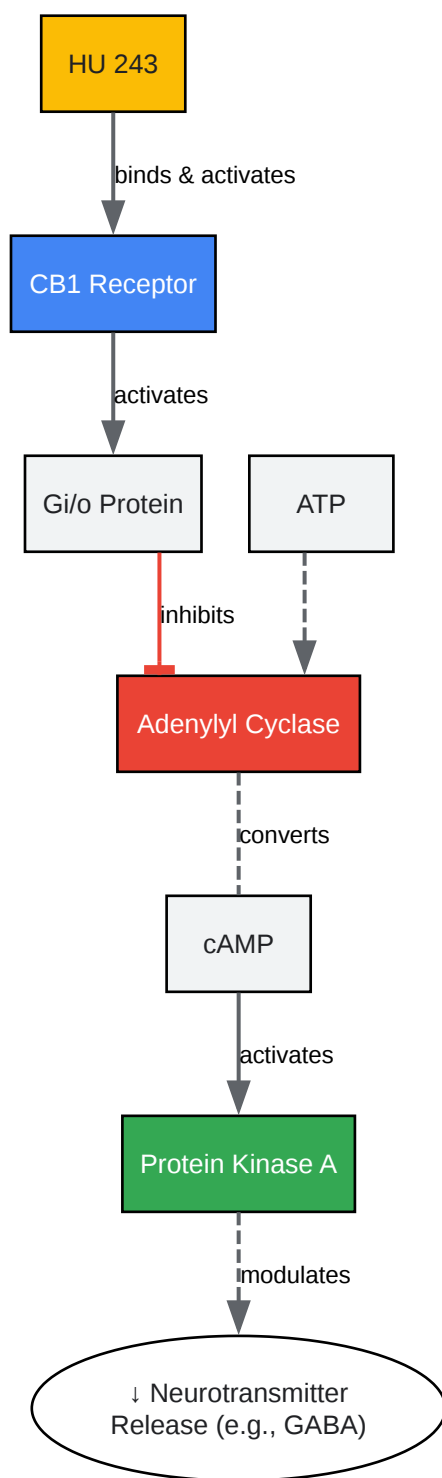 HU 243
binds & activates
CB1 Receptor
activates
Gi/o Protein
ATP
inhibits
Adenylyl Cyclase
converts
cAMP
activates
Protein Kinase A
modulates
↓ Neurotransmitter
Release (e.g., GABA)